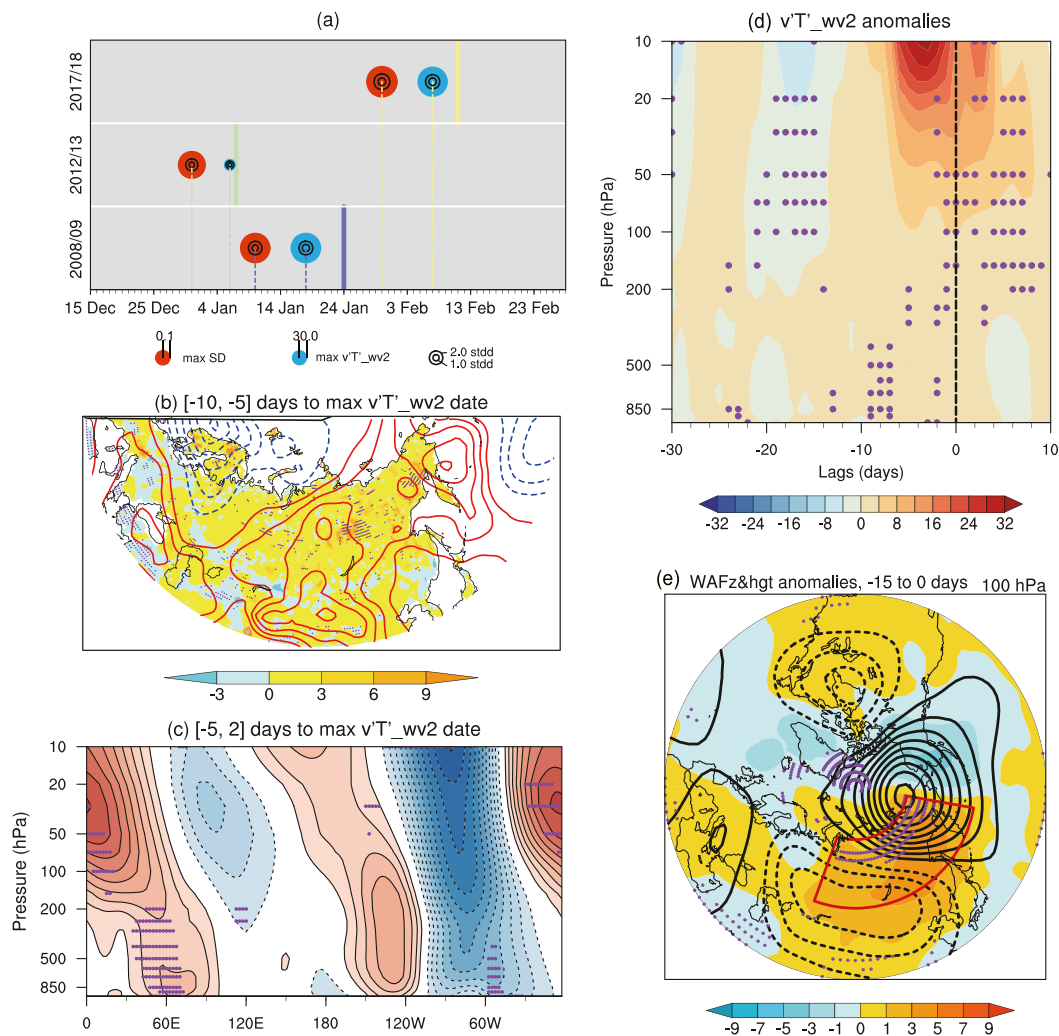 (a)
2017/18
2012/13
2008/09
15 Dec 25 Dec 4 Jan 14 Jan 24 Jan 3 Feb 13 Feb 23 Feb
0.1 max SD
30.0 max v'T'_wv2
2.0 stdd
1.0 stdd
(b) [-10, -5] days to max v'T'_wv2 date
-3 0 3 6 9
(c) [-5, 2] days to max v'T'_wv2 date
Pressure (hPa)
10
20
50
100
200
500
850
0 60E 120E 180 120W 60W
(d) v'T'_wv2 anomalies
Pressure (hPa)
10
20
50
100
200
500
850
-30 -20 -10 0 10
Lags (days)
-32 -24 -16 -8 0 8 16 24 32
(e) WAFz&hgt anomalies, -15 to 0 days 100 hPa
-9 -7 -5 -3 -1 0 1 3 5 7 9